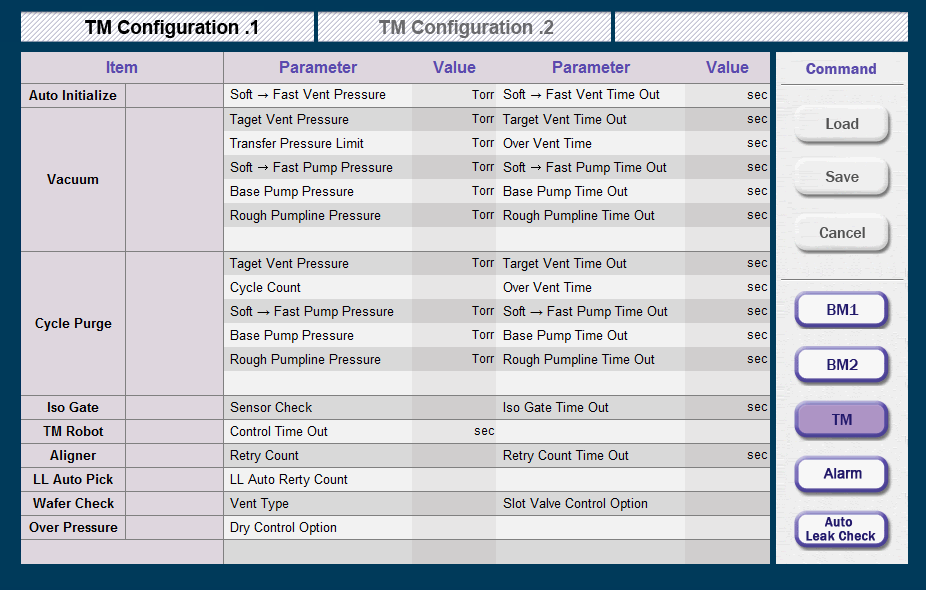 TM Configuration .1 TM Configuration .2
Item Parameter Value Parameter Value Command
Auto Initialize Soft → Fast Vent Pressure Torr Soft → Fast Vent Time Out sec
Taget Vent Pressure Torr Target Vent Time Out sec
Load
Transfer Pressure Limit Torr Over Vent Time sec
Soft → Fast Pump Pressure Torr Soft → Fast Pump Time Out sec
Vacuum
Save
Base Pump Pressure Torr Base Pump Time Out sec
Rough Pumpline Pressure Torr Rough Pumpline Time Out sec
Cancel
Taget Vent Pressure Torr Target Vent Time Out sec
Cycle Count Over Vent Time sec
Soft → Fast Pump Pressure Torr Soft → Fast Pump Time Out sec
BM1
Cycle Purge
Base Pump Pressure Torr Base Pump Time Out sec
Rough Pumpline Pressure Torr Rough Pumpline Time Out sec
BM2
Iso Gate Sensor Check Iso Gate Time Out sec
TM
TM Robot Control Time Out sec
Aligner Retry Count Retry Count Time Out sec
Alarm
LL Auto Pick LL Auto Rerty Count
Wafer Check Vent Type Slot Valve Control Option
Over Pressure Dry Control Option
Auto
Leak Check